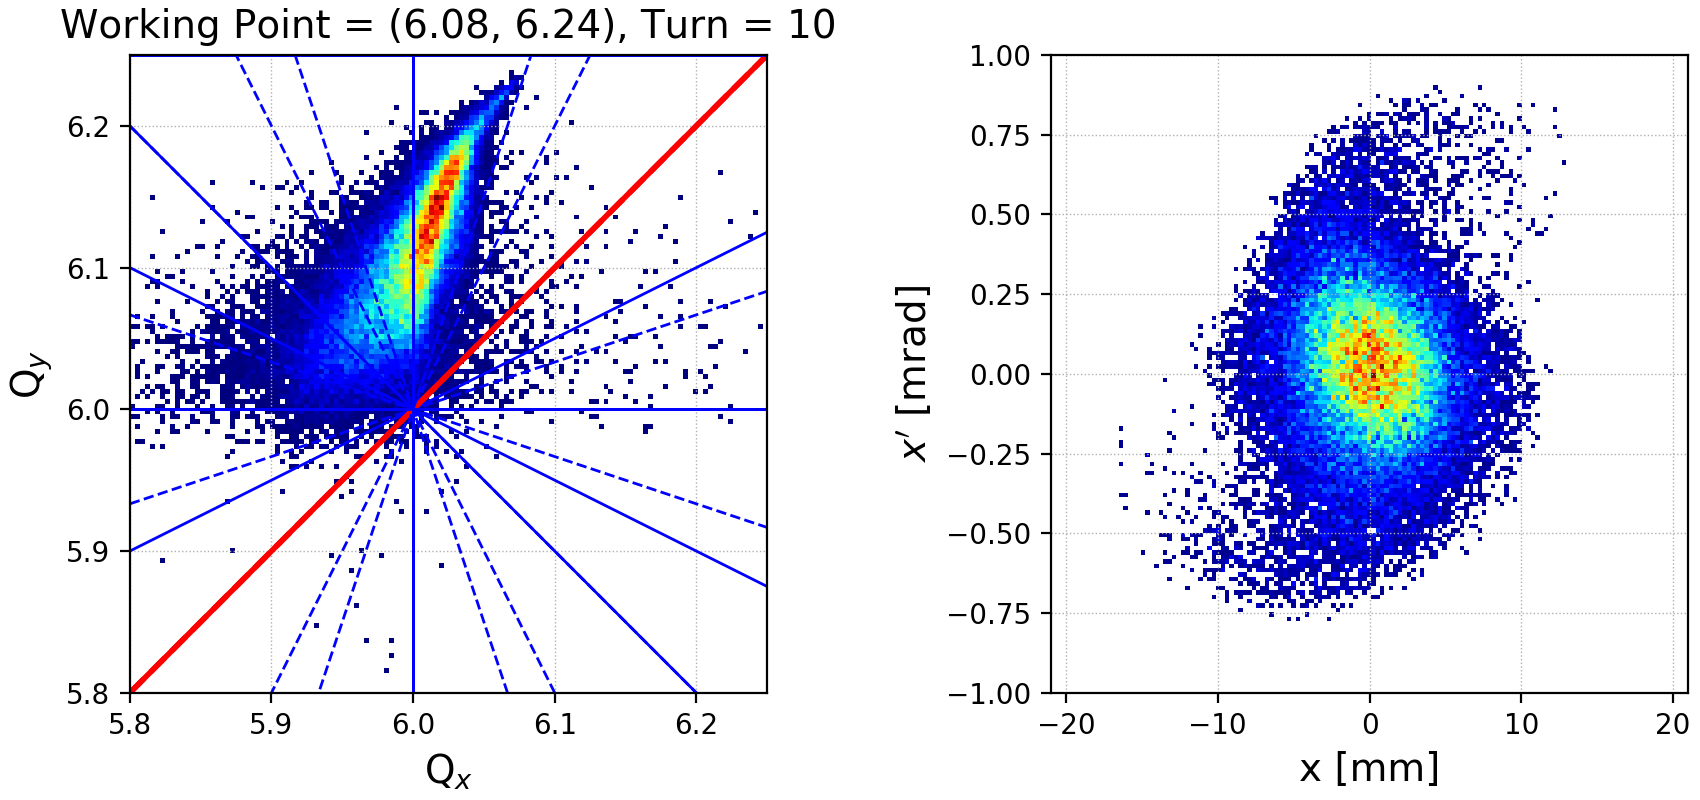 Working Point = (6.08, 6.24), Turn = 10
6.2
6.1
6.0
5.9
5.8
Qy
5.8 5.9 6.0 6.1 6.2
Qx
1.00
0.75
0.50
0.25
0.00
−0.25
−0.50
−0.75
−1.00
x′ [mrad]
−20 −10 0 10 20
x [mm]